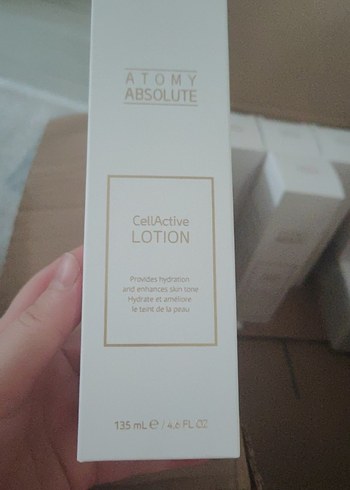 ATOMY
ABSOLUTE
CellActive
LOTION
Provides hydration
and enhances skin tone
Hydrate et améliore
le teint de la peau
135 mL ℮ / 4.6 FL OZ